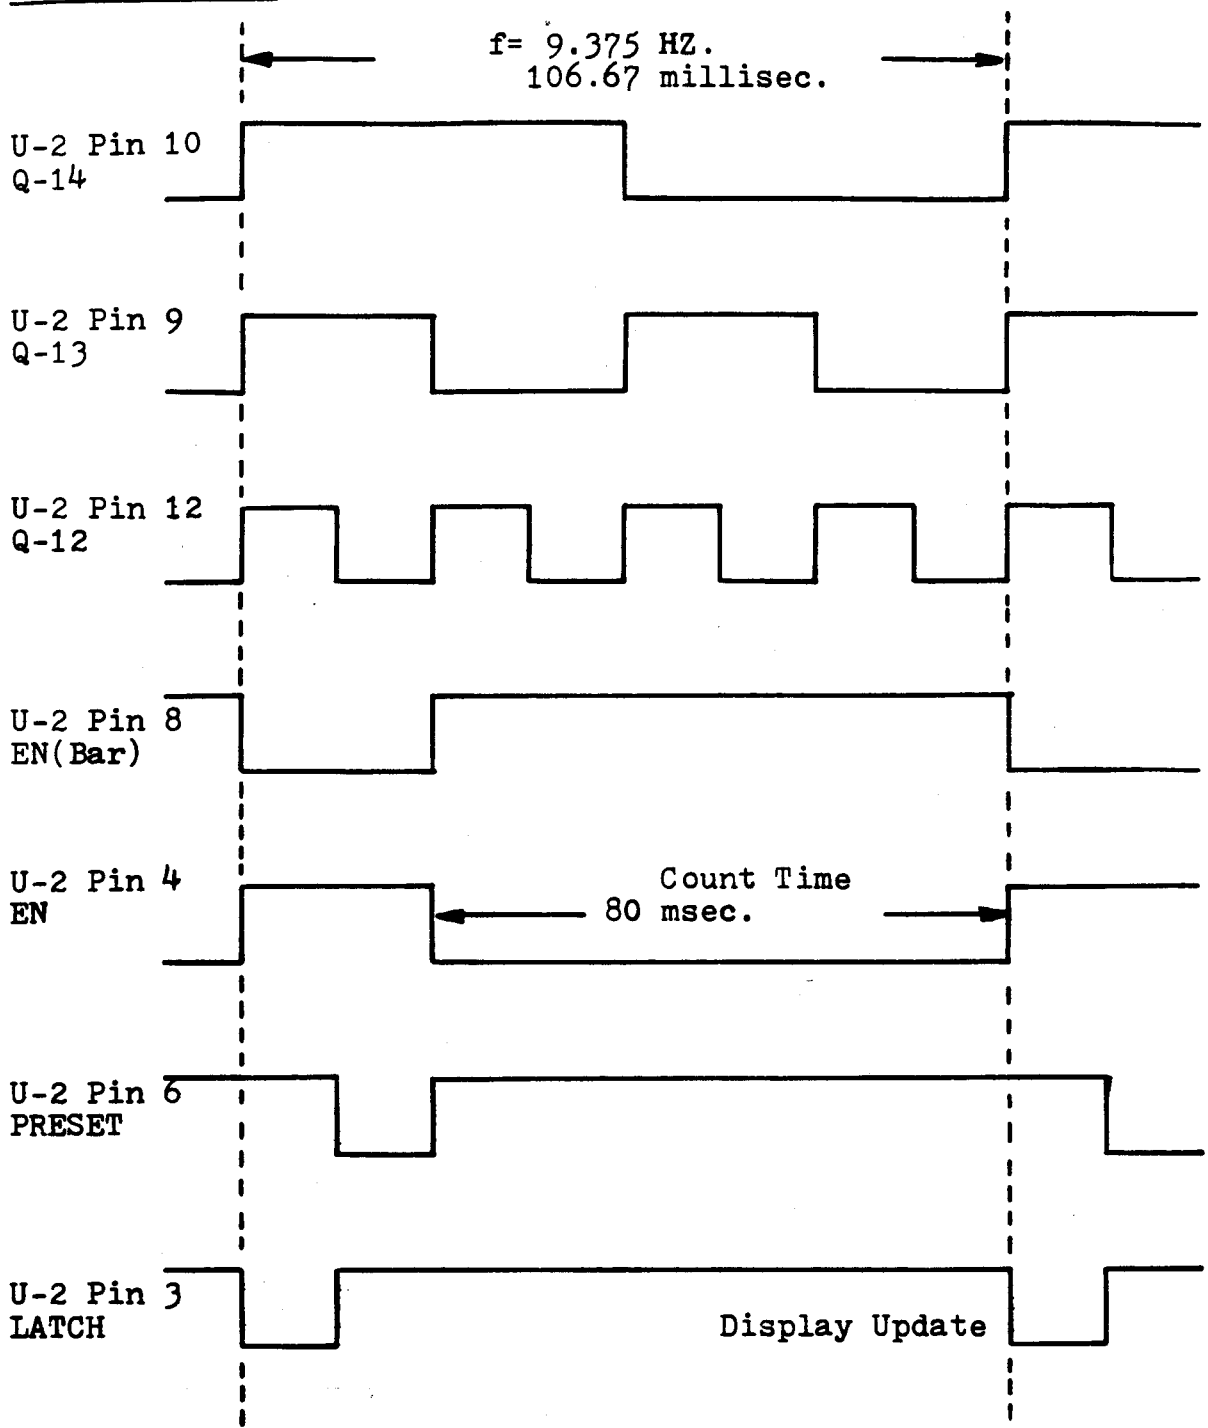 f= 9.375 HZ.
106.67 millisec.
U-2 Pin 10
Q-14
U-2 Pin 9
Q-13
U-2 Pin 12
Q-12
U-2 Pin 8
EN(Bar)
U-2 Pin 4
EN
Count Time
80 msec.
U-2 Pin 6
PRESET
U-2 Pin 3
LATCH
Display Update